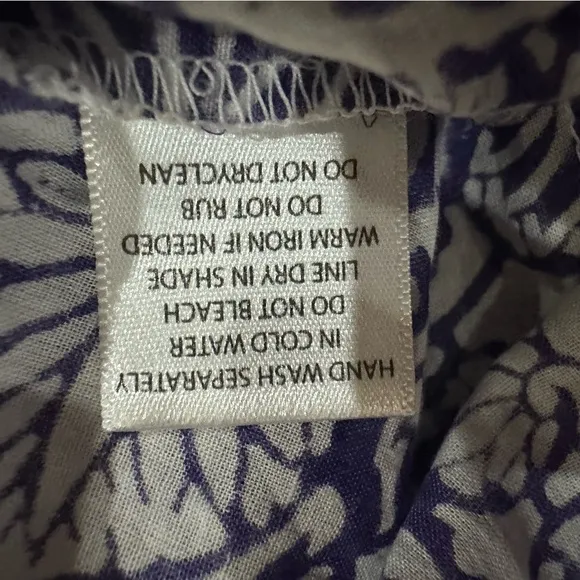 HAND WASH SEPARATELY
IN COLD WATER
DO NOT BLEACH
LINE DRY IN SHADE
WARM IRON IF NEEDED
DO NOT RUB
DO NOT DRYCLEAN